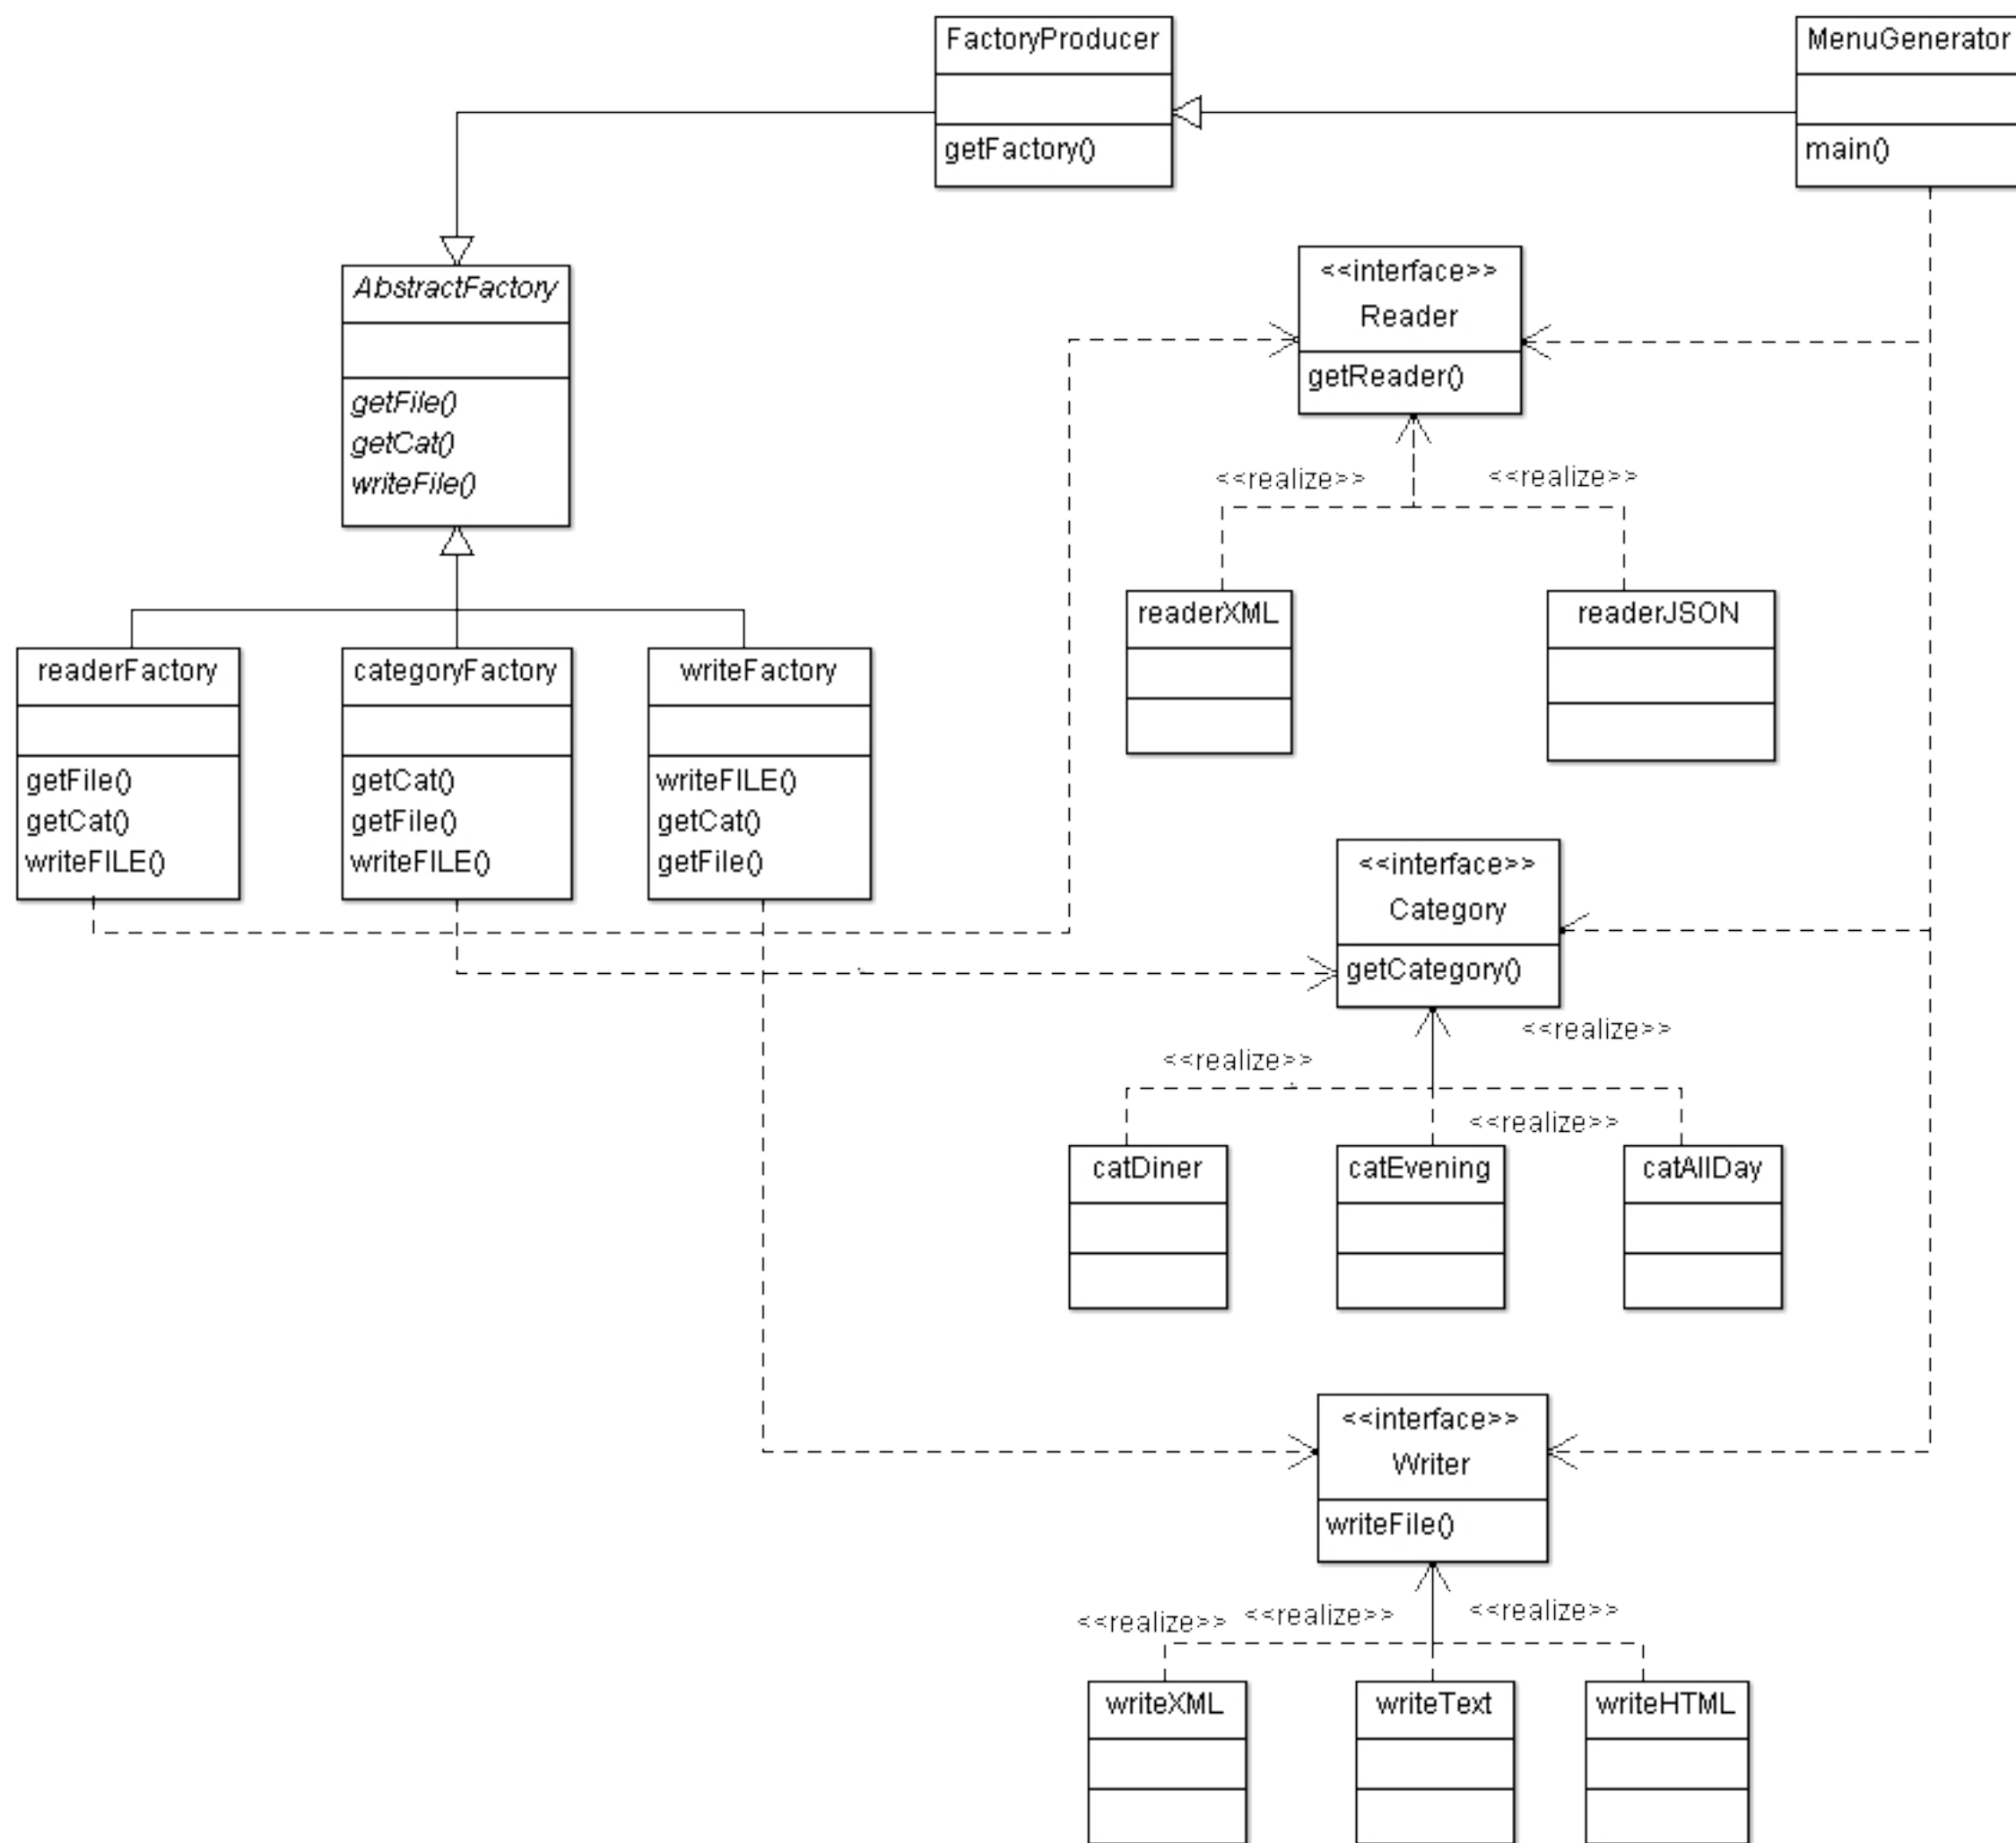 FactoryProducer
getFactory()
MenuGenerator
main()
AbstractFactory
getFile()
getCat()
writeFile()
<<interface>>
Reader
getReader()
<<realize>>
<<realize>>
readerXML
readerJSON
readerFactory
getFile()
getCat()
writeFILE()
categoryFactory
getCat()
getFile()
writeFILE()
writeFactory
writeFILE()
getCat()
getFile()
<<interface>>
Category
getCategory()
<<realize>>
<<realize>>
<<realize>>
catDiner
catEvening
catAllDay
<<interface>>
Writer
writeFile()
<<realize>>
<<realize>>
<<realize>>
writeXML
writeText
writeHTML